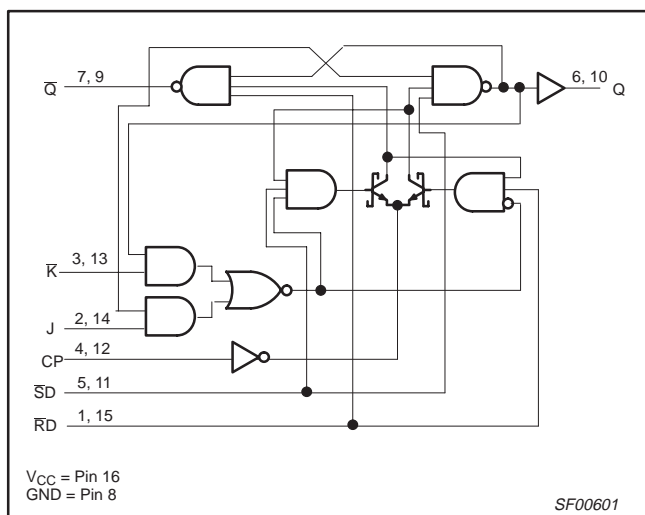 Q̅ 7, 9
6, 10 Q
K̅ 3, 13
J 2, 14
CP 4, 12
S̅D 5, 11
R̅D 1, 15
VCC = Pin 16
GND = Pin 8
SF00601